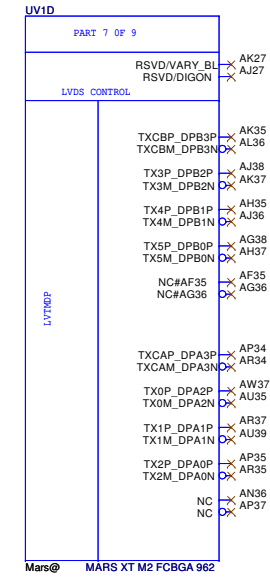 UV1D
PART 7 OF 9
RSVD/VARY_BL AK27
RSVD/DIGON AJ27
LVDS CONTROL
TXCBP_DPB3P AK35
TXCBM_DPB3N AL36
TX3P_DPB2P AJ38
TX3M_DPB2N AK37
TX4P_DPB1P AH35
TX4M_DPB1N AJ36
TX5P_DPB0P AG38
TX5M_DPB0N AH37
NC#AF35 AF35
NC#AG36 AG36
LVTMDP
TXCAP_DPA3P AP34
TXCAM_DPA3N AR34
TX0P_DPA2P AW37
TX0M_DPA2N AU35
TX1P_DPA1P AR37
TX1M_DPA1N AU39
TX2P_DPA0P AP35
TX2M_DPA0N AR35
NC AN36
NC AP37
Mars@ MARS XT M2 FCBGA 962